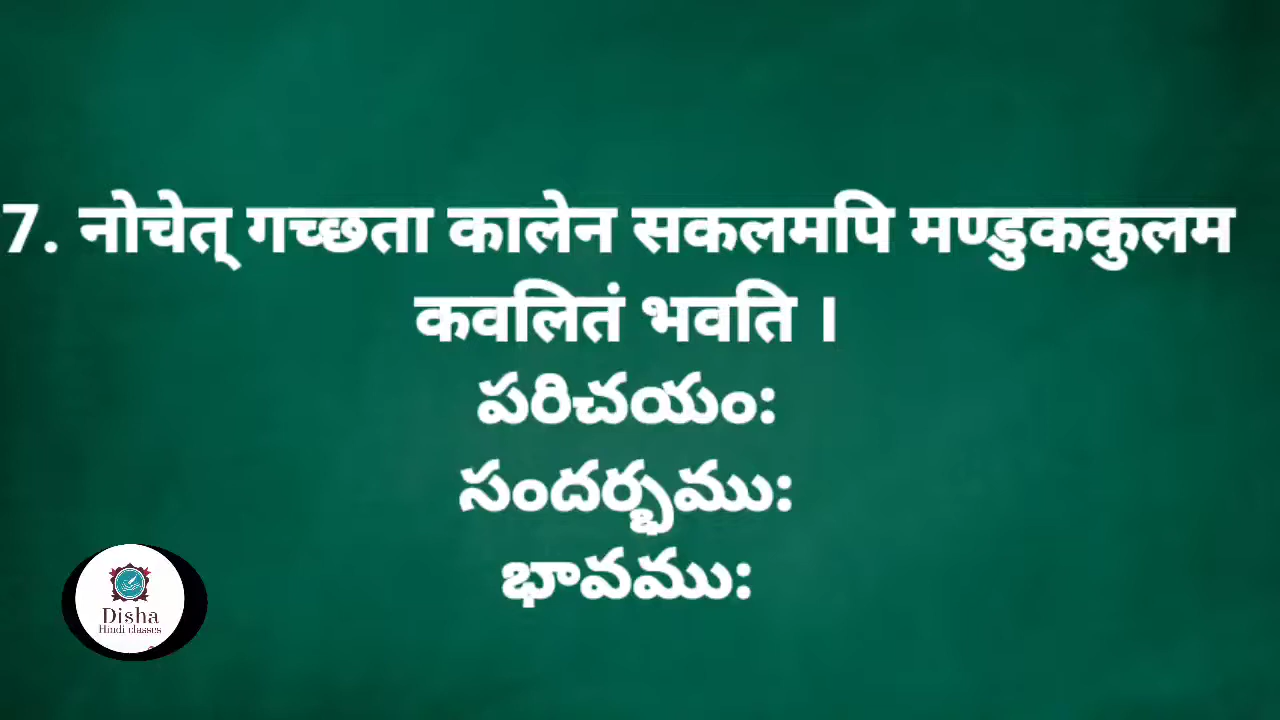 7. नोचेत् गच्छता कालेन सकलमपि मण्डुककुलम
कवलितं भवति ।
పరిచయం:
సందర్భము:
భావము:
Disha
Hindi classes